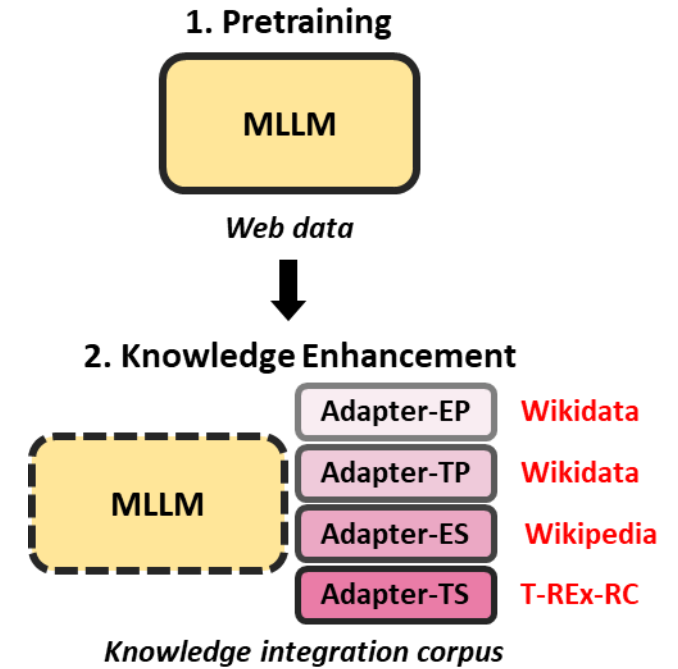 1. Pretraining
MLLM
Web data
2. Knowledge Enhancement
Adapter-EP Wikidata
Adapter-TP Wikidata
MLLM
Adapter-ES Wikipedia
Adapter-TS T-REx-RC
Knowledge integration corpus